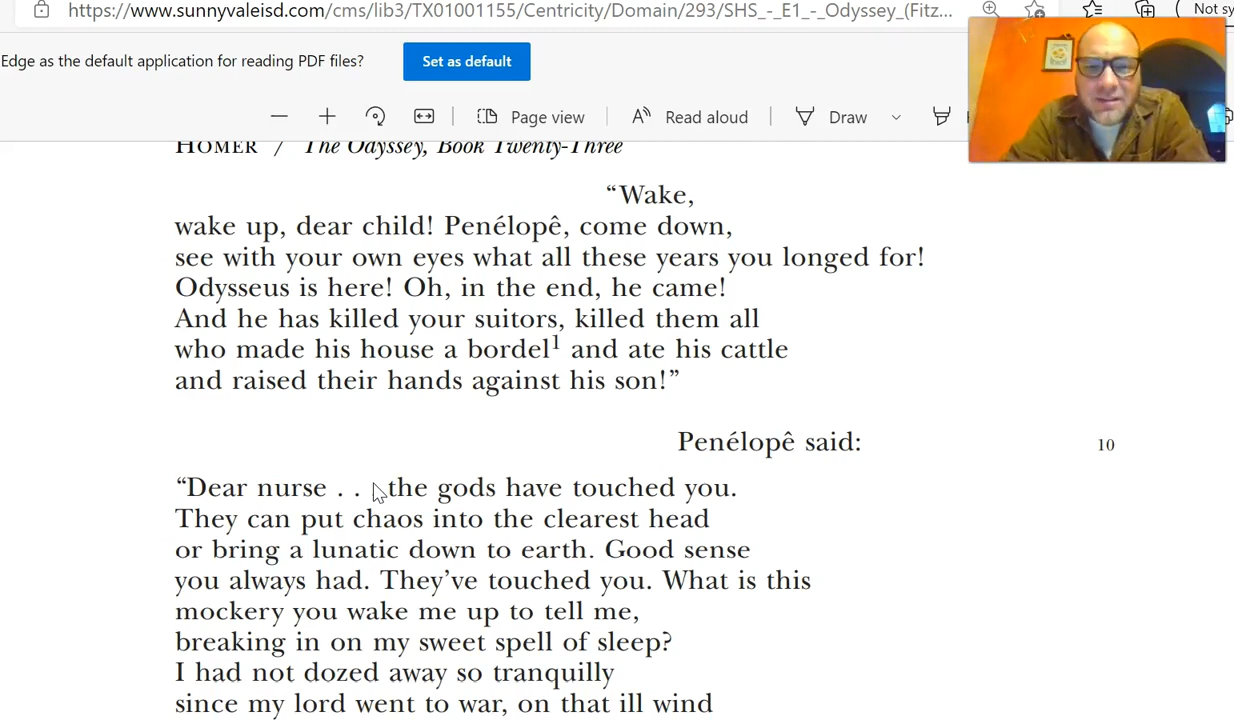 https://www.sunnyvaleisd.com/cms/lib3/TX01001155/Centricity/Domain/293/SHS_-_E1_-_Odyssey_(Fitz...
Not sy
Edge as the default application for reading PDF files?
Set as default
Page view
Read aloud
Draw
HOMER / The Odyssey, Book Twenty-Three
“Wake,
wake up, dear child! Penélopê, come down,
see with your own eyes what all these years you longed for!
Odysseus is here! Oh, in the end, he came!
And he has killed your suitors, killed them all
who made his house a bordel¹ and ate his cattle
and raised their hands against his son!”
Penélopê said:
10
“Dear nurse . . the gods have touched you.
They can put chaos into the clearest head
or bring a lunatic down to earth. Good sense
you always had. They’ve touched you. What is this
mockery you wake me up to tell me,
breaking in on my sweet spell of sleep?
I had not dozed away so tranquilly
since my lord went to war, on that ill wind